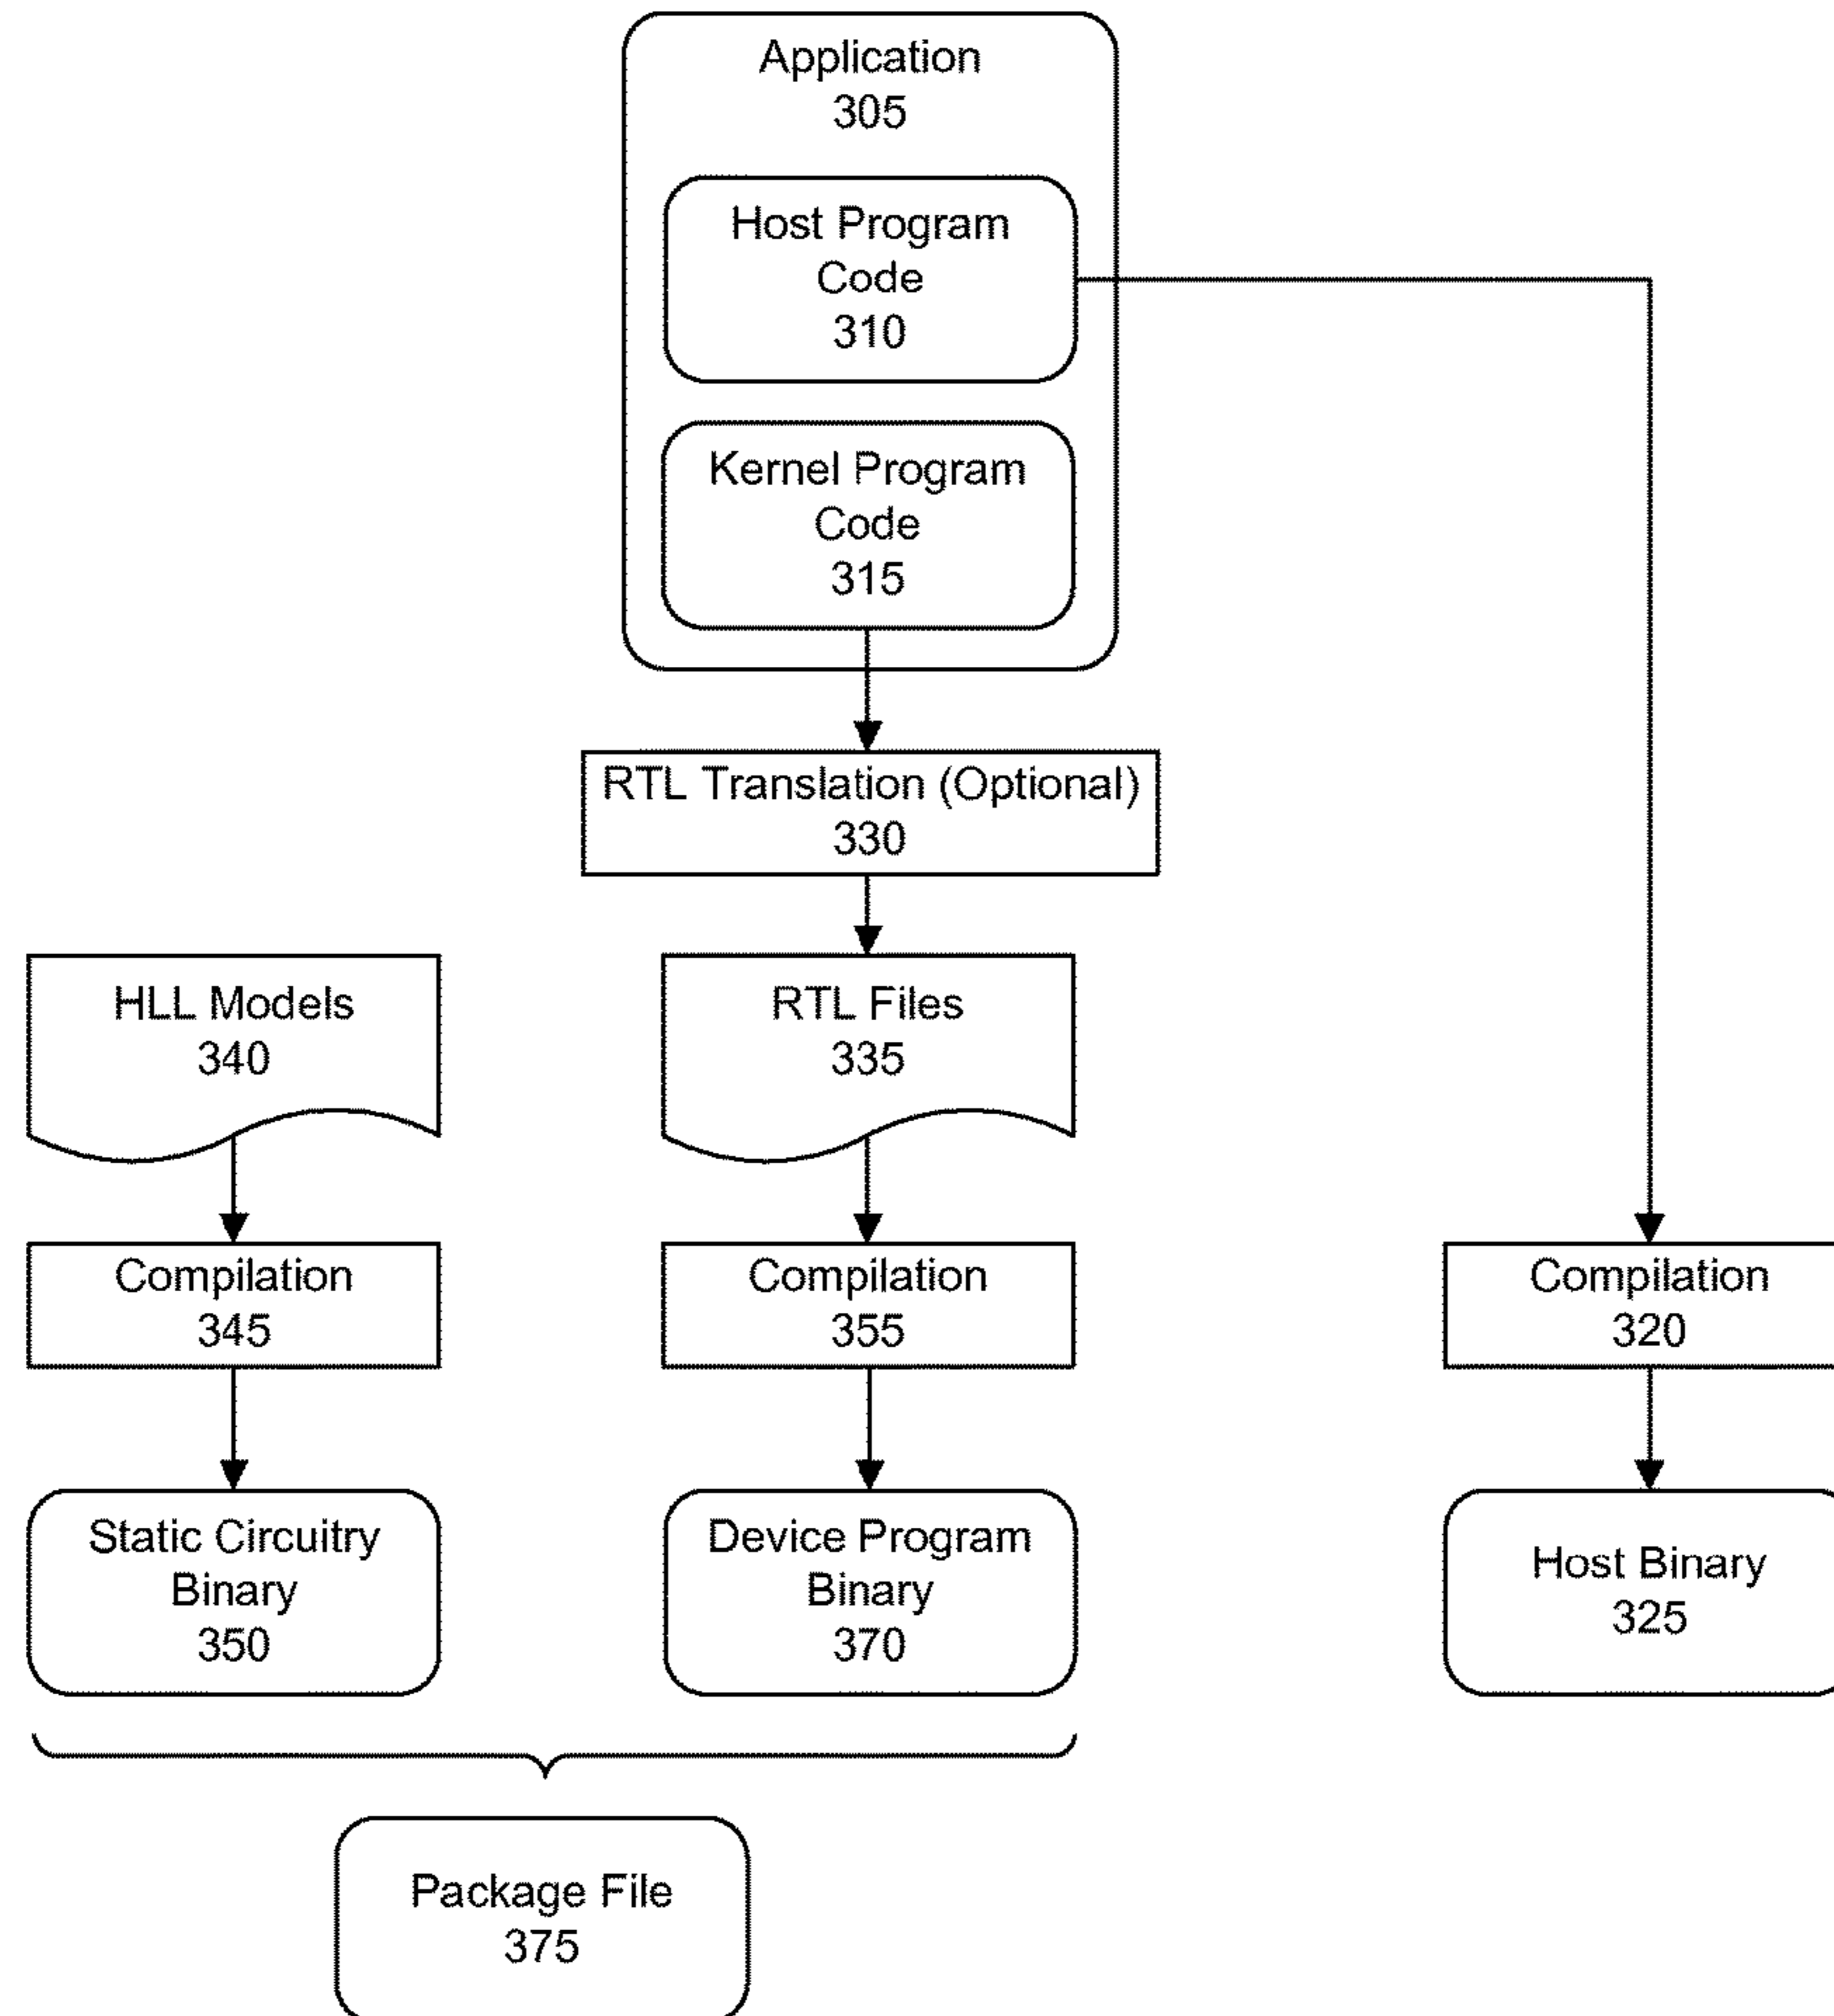 Application
305
Host Program
Code
310
Kernel Program
Code
315
RTL Translation (Optional)
330
HLL Models
340
RTL Files
335
Compilation
345
Compilation
355
Compilation
320
Static Circuitry
Binary
350
Device Program
Binary
370
Host Binary
325
Package File
375